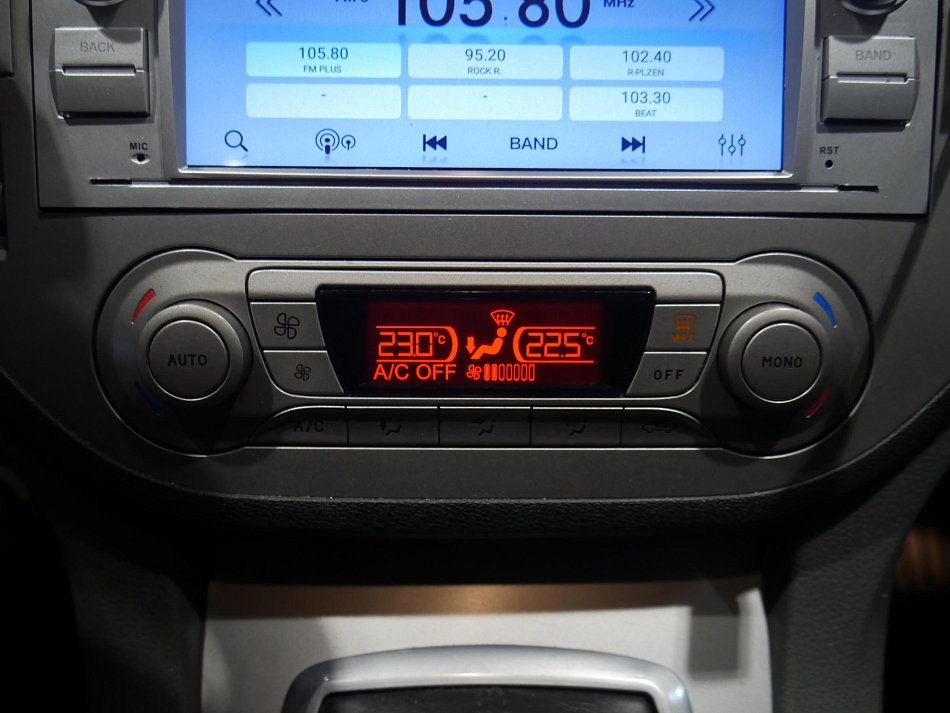 105.80 MHz
BACK
BAND
105.80
FM PLUS
95.20
ROCK R.
102.40
R-PLZEN
-
-
103.30
BEAT
BAND
MIC
RST
AUTO
23.0°C
22.5°C
A/C OFF
MAX
OFF
MONO
A/C